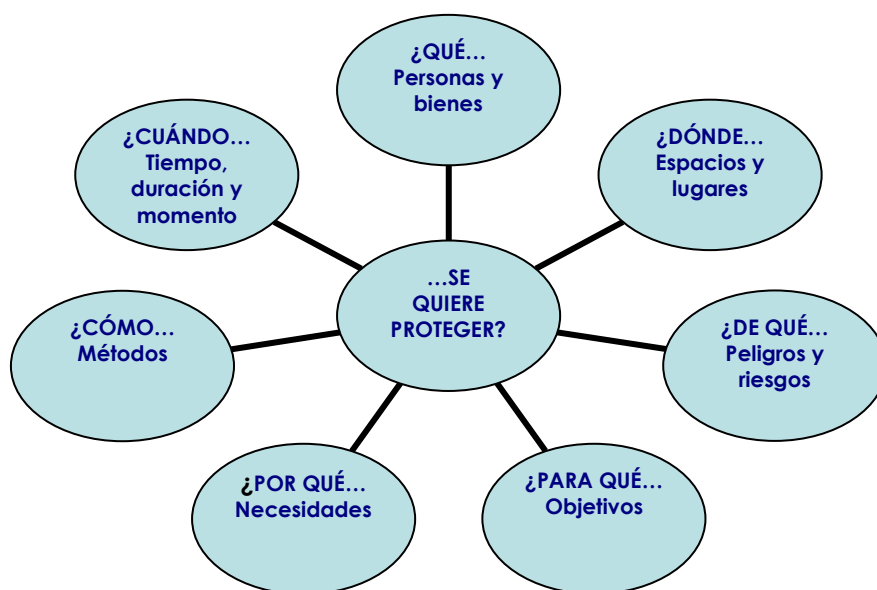 ¿QUÉ…
Personas y
bienes
¿CUÁNDO…
Tiempo,
duración y
momento
¿DÓNDE…
Espacios y
lugares
…SE
QUIERE
PROTEGER?
¿CÓMO…
Métodos
¿DE QUÉ…
Peligros y
riesgos
¿POR QUÉ…
Necesidades
¿PARA QUÉ…
Objetivos